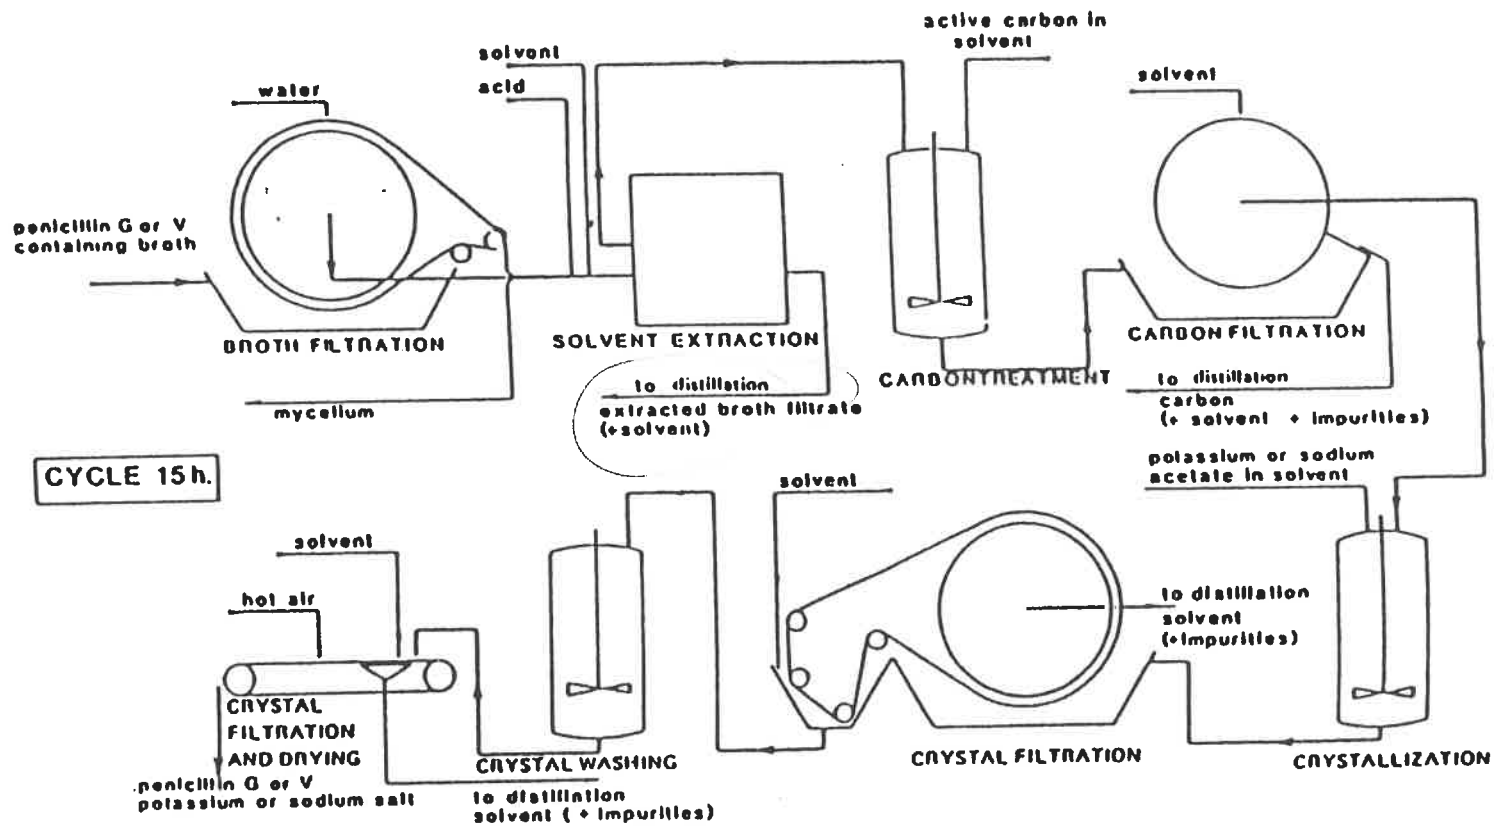 active carbon in
solvent
solvent
acid
water
solvent
penicillin G or V
containing broth
BROTH FILTRATION
SOLVENT EXTRACTION
CARBONTREATMENT
CARBON FILTRATION
mycelium
to distillation
extracted broth filtrate
(+solvent)
to distillation
carbon
(+ solvent + impurities)
CYCLE 15h.
potassium or sodium
acetate in solvent
solvent
solvent
hot air
to distillation
solvent
(+impurities)
CRYSTAL
FILTRATION
AND DRYING
CRYSTAL WASHING
CRYSTAL FILTRATION
CRYSTALLIZATION
penicillin G or V
potassium or sodium salt
to distillation
solvent (+ impurities)